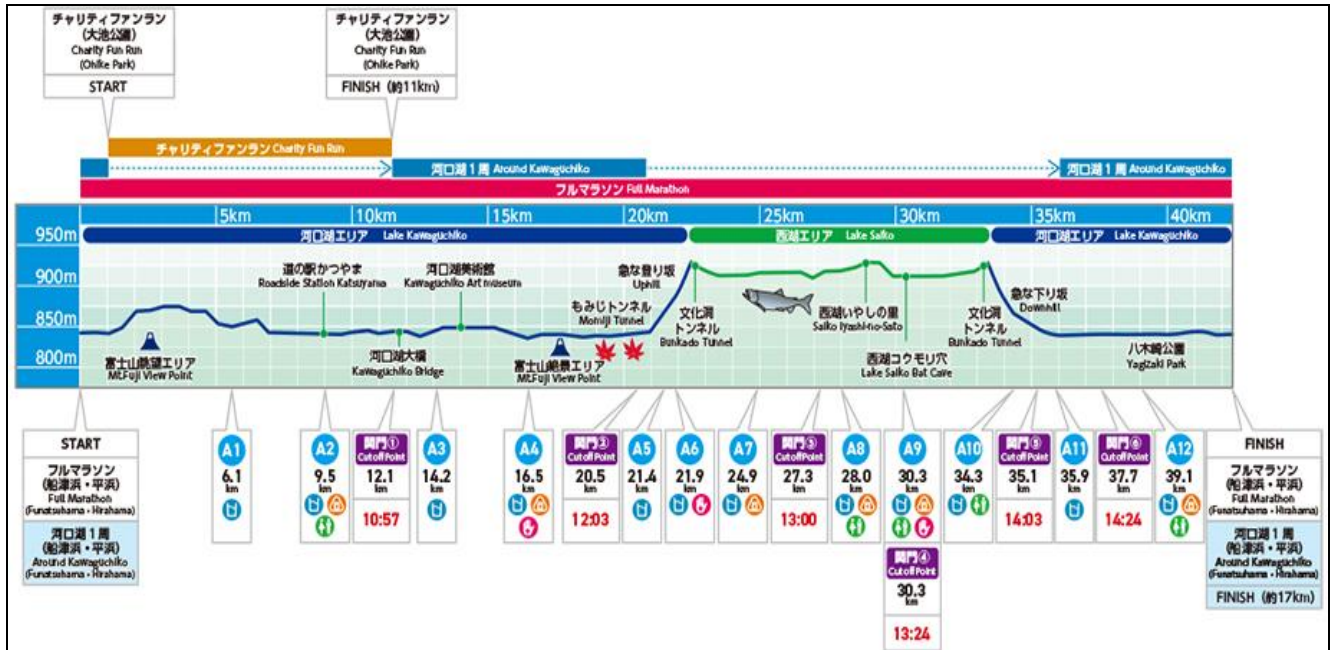 チャリティファンラン
(大池公園)
Charity Fun Run
(Ohike Park)
START
チャリティファンラン
(大池公園)
Charity Fun Run
(Ohike Park)
FINISH (約11km)
チャリティファンラン Charity Fun Run
河口湖1周 Around Kawaguchiko
河口湖1周 Around Kawaguchiko
フルマラソン Full Marathon
5km
10km
15km
20km
25km
30km
35km
40km
950m
900m
850m
800m
河口湖エリア Lake Kawaguchiko
西湖エリア Lake Saiko
河口湖エリア Lake Kawaguchiko
道の駅かつやま
Roadside Station Katsuyama
河口湖美術館
Kawaguchiko Art museum
急な登り坂
Uphill
もみじトンネル
Momiji Tunnel
文化洞
トンネル
Bunkado Tunnel
西湖いやしの里
Saiko Iyashi-no-Sato
文化洞
トンネル
Bunkado Tunnel
急な下り坂
Downhill
富士山眺望エリア
Mt.Fuji View Point
河口湖大橋
Kawaguchiko Bridge
富士山絶景エリア
Mt.Fuji View Point
西湖コウモリ穴
Lake Saiko Bat Cave
八木崎公園
Yagizaki Park
START
フルマラソン
(船津浜・平浜)
Full Marathon
(Funatsuhama・Hirahama)
河口湖1周
(船津浜・平浜)
Around Kawaguchiko
(Funatsuhama・Hirahama)
A1
6.1
km
A2
9.5
km
関門①
Cutoff Point
12.1
km
10:57
A3
14.2
km
A4
16.5
km
関門②
Cutoff Point
20.5
km
12:03
A5
21.4
km
A6
21.9
km
A7
24.9
km
関門③
Cutoff Point
27.3
km
13:00
A8
28.0
km
A9
30.3
km
関門④
Cutoff Point
30.3
km
13:24
A10
34.3
km
関門⑤
Cutoff Point
35.1
km
14:03
A11
35.9
km
関門⑥
Cutoff Point
37.7
km
14:24
A12
39.1
km
FINISH
フルマラソン
(船津浜・平浜)
Full Marathon
(Funatsuhama・Hirahama)
河口湖1周
(船津浜・平浜)
Around Kawaguchiko
(Funatsuhama・Hirahama)
FINISH (約17km)